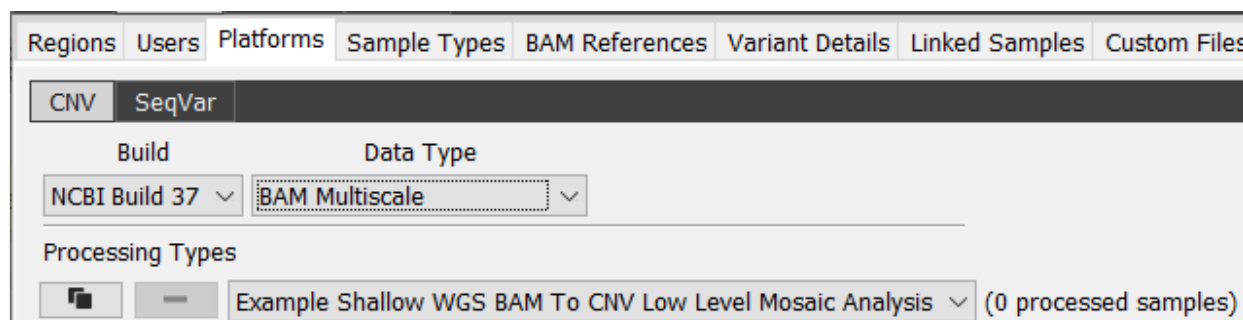 Regions Users Platforms Sample Types BAM References Variant Details Linked Samples Custom Files
CNV SeqVar
Build Data Type
NCBI Build 37 BAM Multiscale
Processing Types
Example Shallow WGS BAM To CNV Low Level Mosaic Analysis (0 processed samples)